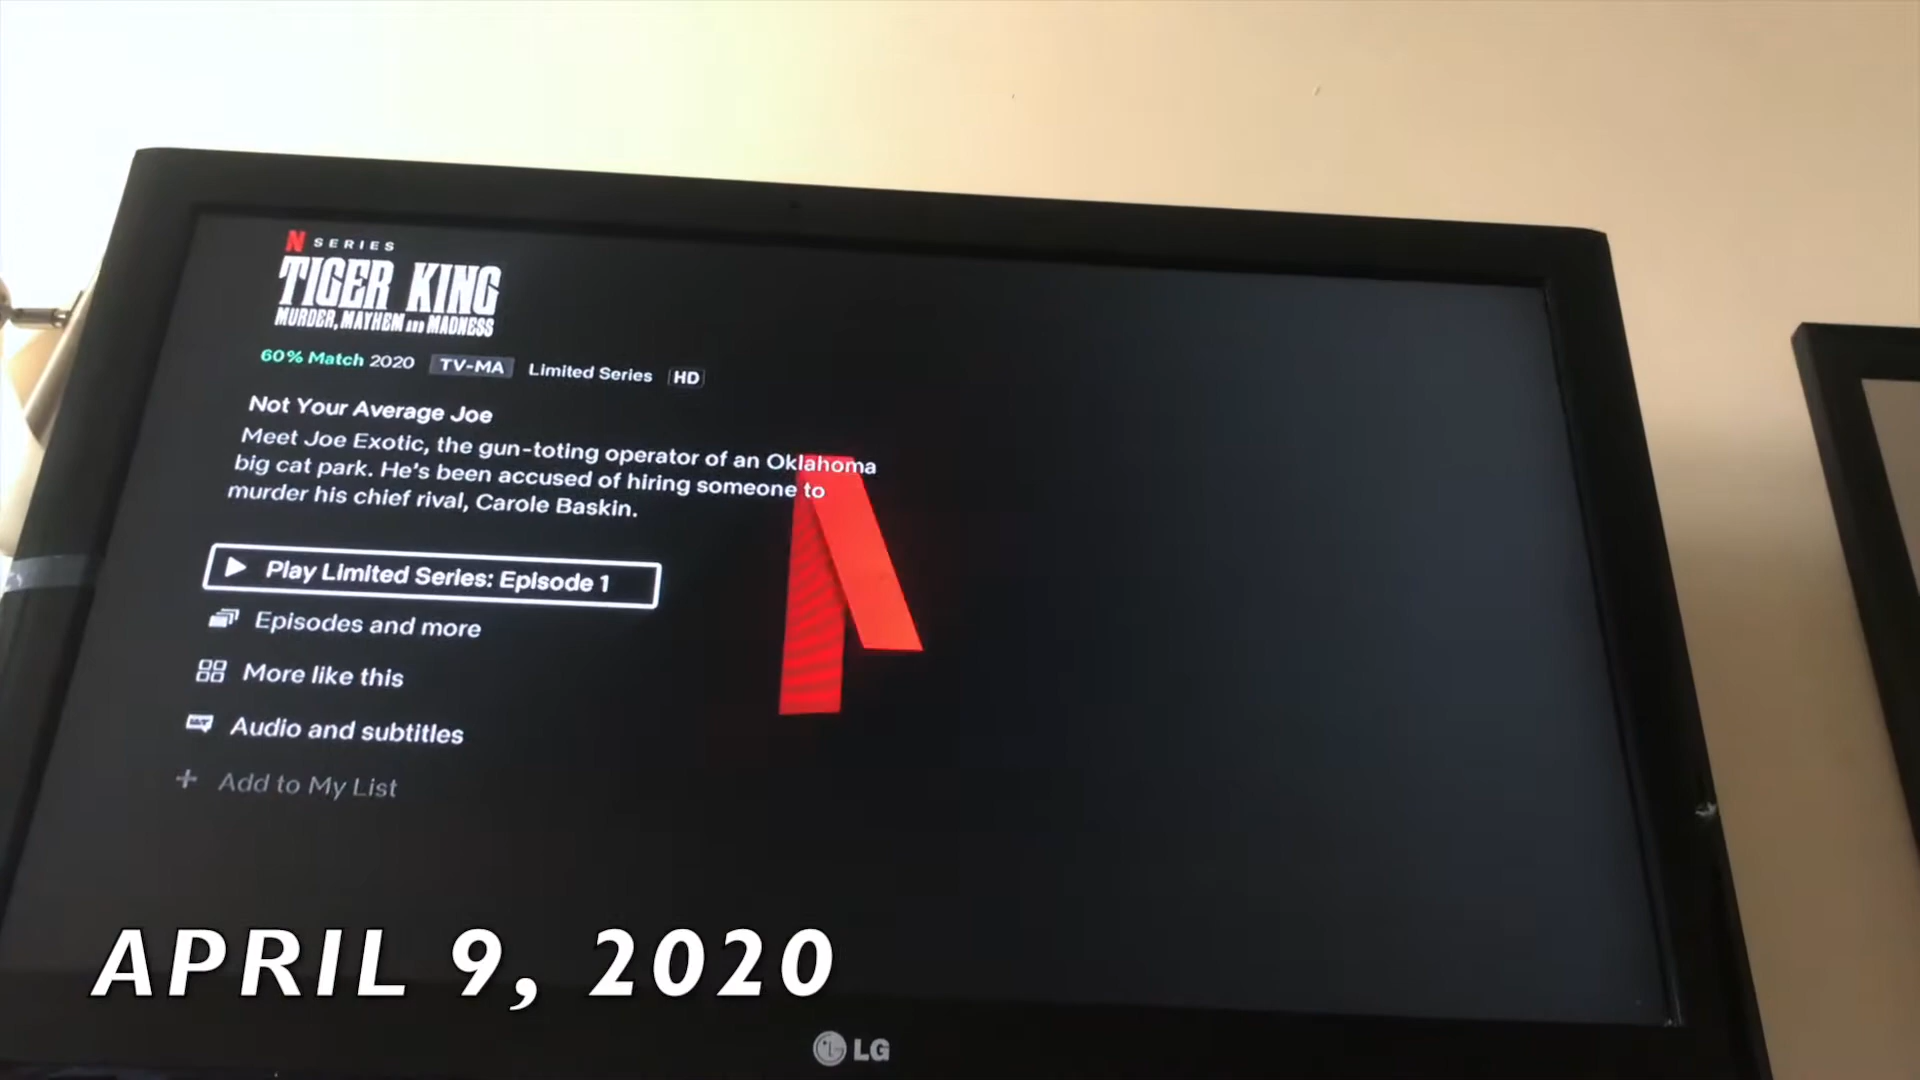 N SERIES
TIGER KING
MURDER, MAYHEM AND MADNESS
60% Match 2020 TV-MA Limited Series HD
Not Your Average Joe
Meet Joe Exotic, the gun-toting operator of an Oklahoma
big cat park. He's been accused of hiring someone to
murder his chief rival, Carole Baskin.
Play Limited Series: Episode 1
Episodes and more
More like this
Audio and subtitles
+ Add to My List
APRIL 9, 2020
LG